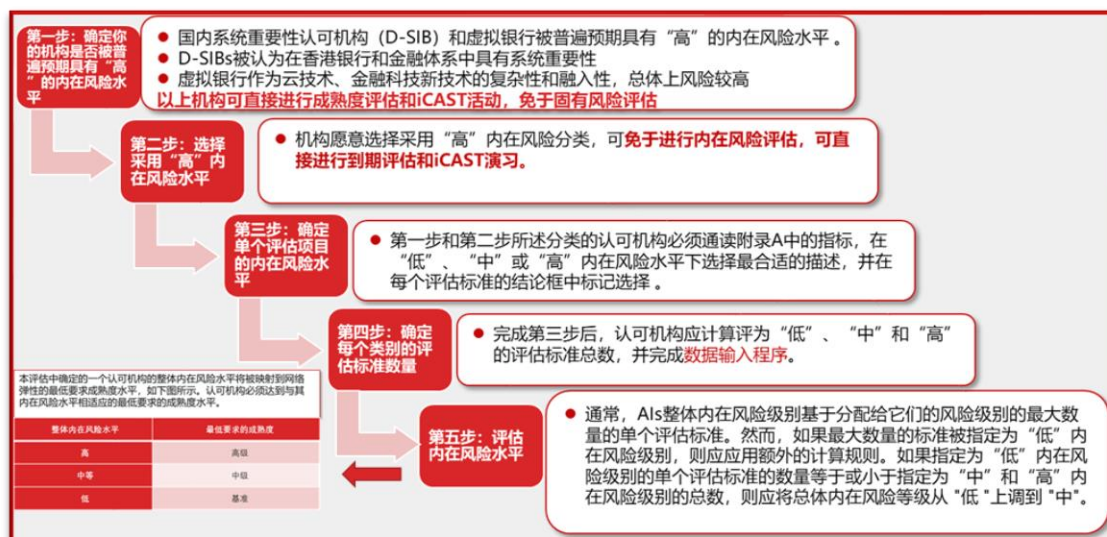 第一步：确定你
的机构是否被普
遍预期具有“高
”的内在风险水
平
● 国内系统重要性认可机构（D-SIB）和虚拟银行被普遍预期具有“高”的内在风险水平 。
● D-SIBs被认为在香港银行和金融体系中具有系统重要性
● 虚拟银行作为云技术、金融科技新技术的复杂性和融入性，总体上风险较高
以上机构可直接进行成熟度评估和iCAST活动，免于固有风险评估
第二步：选择
采用“高”内
在风险水平
● 机构愿意选择采用“高”内在风险分类，可免于进行内在风险评估，可直
接进行到期评估和iCAST演习。
第三步：确定
单个评估项目
的内在风险水
平
● 第一步和第二步所述分类的认可机构必须通读附录A中的指标，在
“低”、“中”或“高”内在风险水平下选择最合适的描述，并在
每个评估标准的结论框中标记选择 。
第四步：确定
每个类别的评
估标准数量
● 完成第三步后，认可机构应计算评为“低”、 “中”和“高”
的评估标准总数，并完成数据输入程序。
本评估中确定的一个认可机构的整体内在风险水平将被映射到网络
弹性的最低要求成熟度水平，如下图所示。认可机构必须达到与其
内在风险水平相适应的最低要求的成熟度水平。
整体内在风险水平 最低要求的成熟度
高 高级
中等 中级
低 基准
第五步：评估
内在风险水平
● 通常，AIs整体内在风险级别基于分配给它们的风险级别的最大数
量的单个评估标准。然而，如果最大数量的标准被指定为“低”内
在风险级别，则应应用额外的计算规则。如果指定为“低”内在风
险级别的单个评估标准的数量等于或小于指定为“中”和“高”内
在风险级别的总数，则应将总体内在风险等级从 "低 "上调到 "中"。